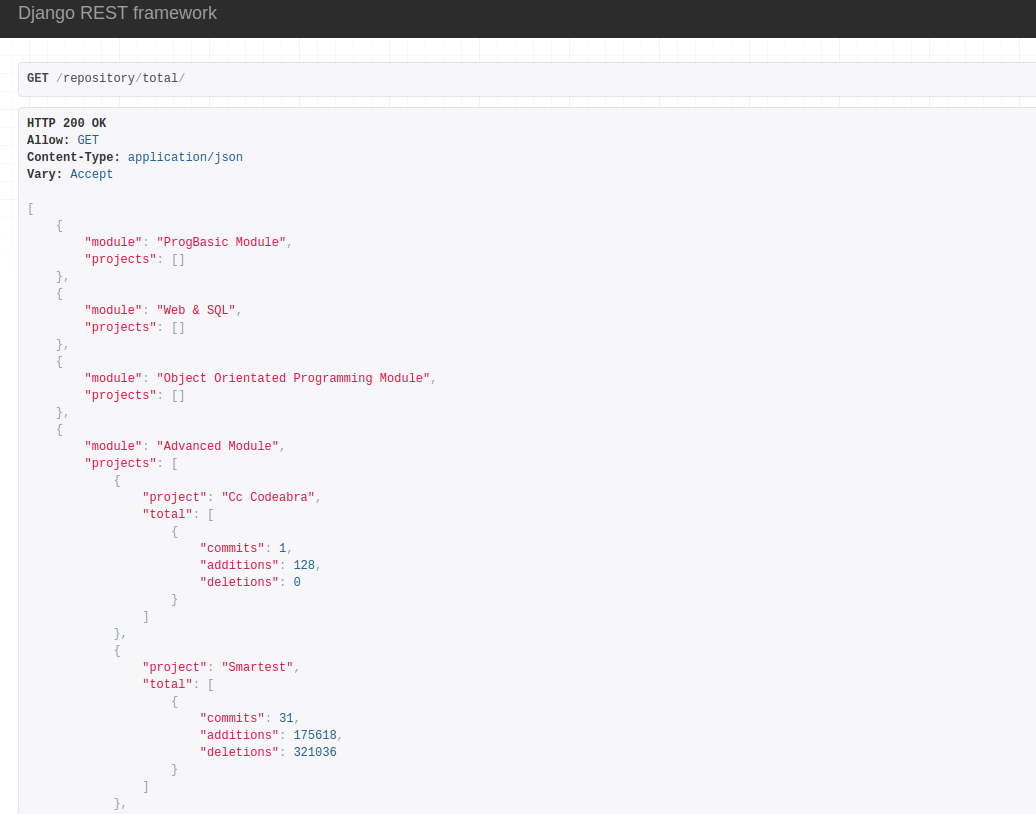 Django REST framework
GET /repository/total/
HTTP 200 OK
Allow: GET
Content-Type: application/json
Vary: Accept
[
    {
        "module": "ProgBasic Module",
        "projects": []
    },
    {
        "module": "Web & SQL",
        "projects": []
    },
    {
        "module": "Object Orientated Programming Module",
        "projects": []
    },
    {
        "module": "Advanced Module",
        "projects": [
            {
                "project": "Cc Codeabra",
                "total": [
                    {
                        "commits": 1,
                        "additions": 128,
                        "deletions": 0
                    }
                ]
            },
            {
                "project": "Smartest",
                "total": [
                    {
                        "commits": 31,
                        "additions": 175618,
                        "deletions": 321036
                    }
                ]
            },